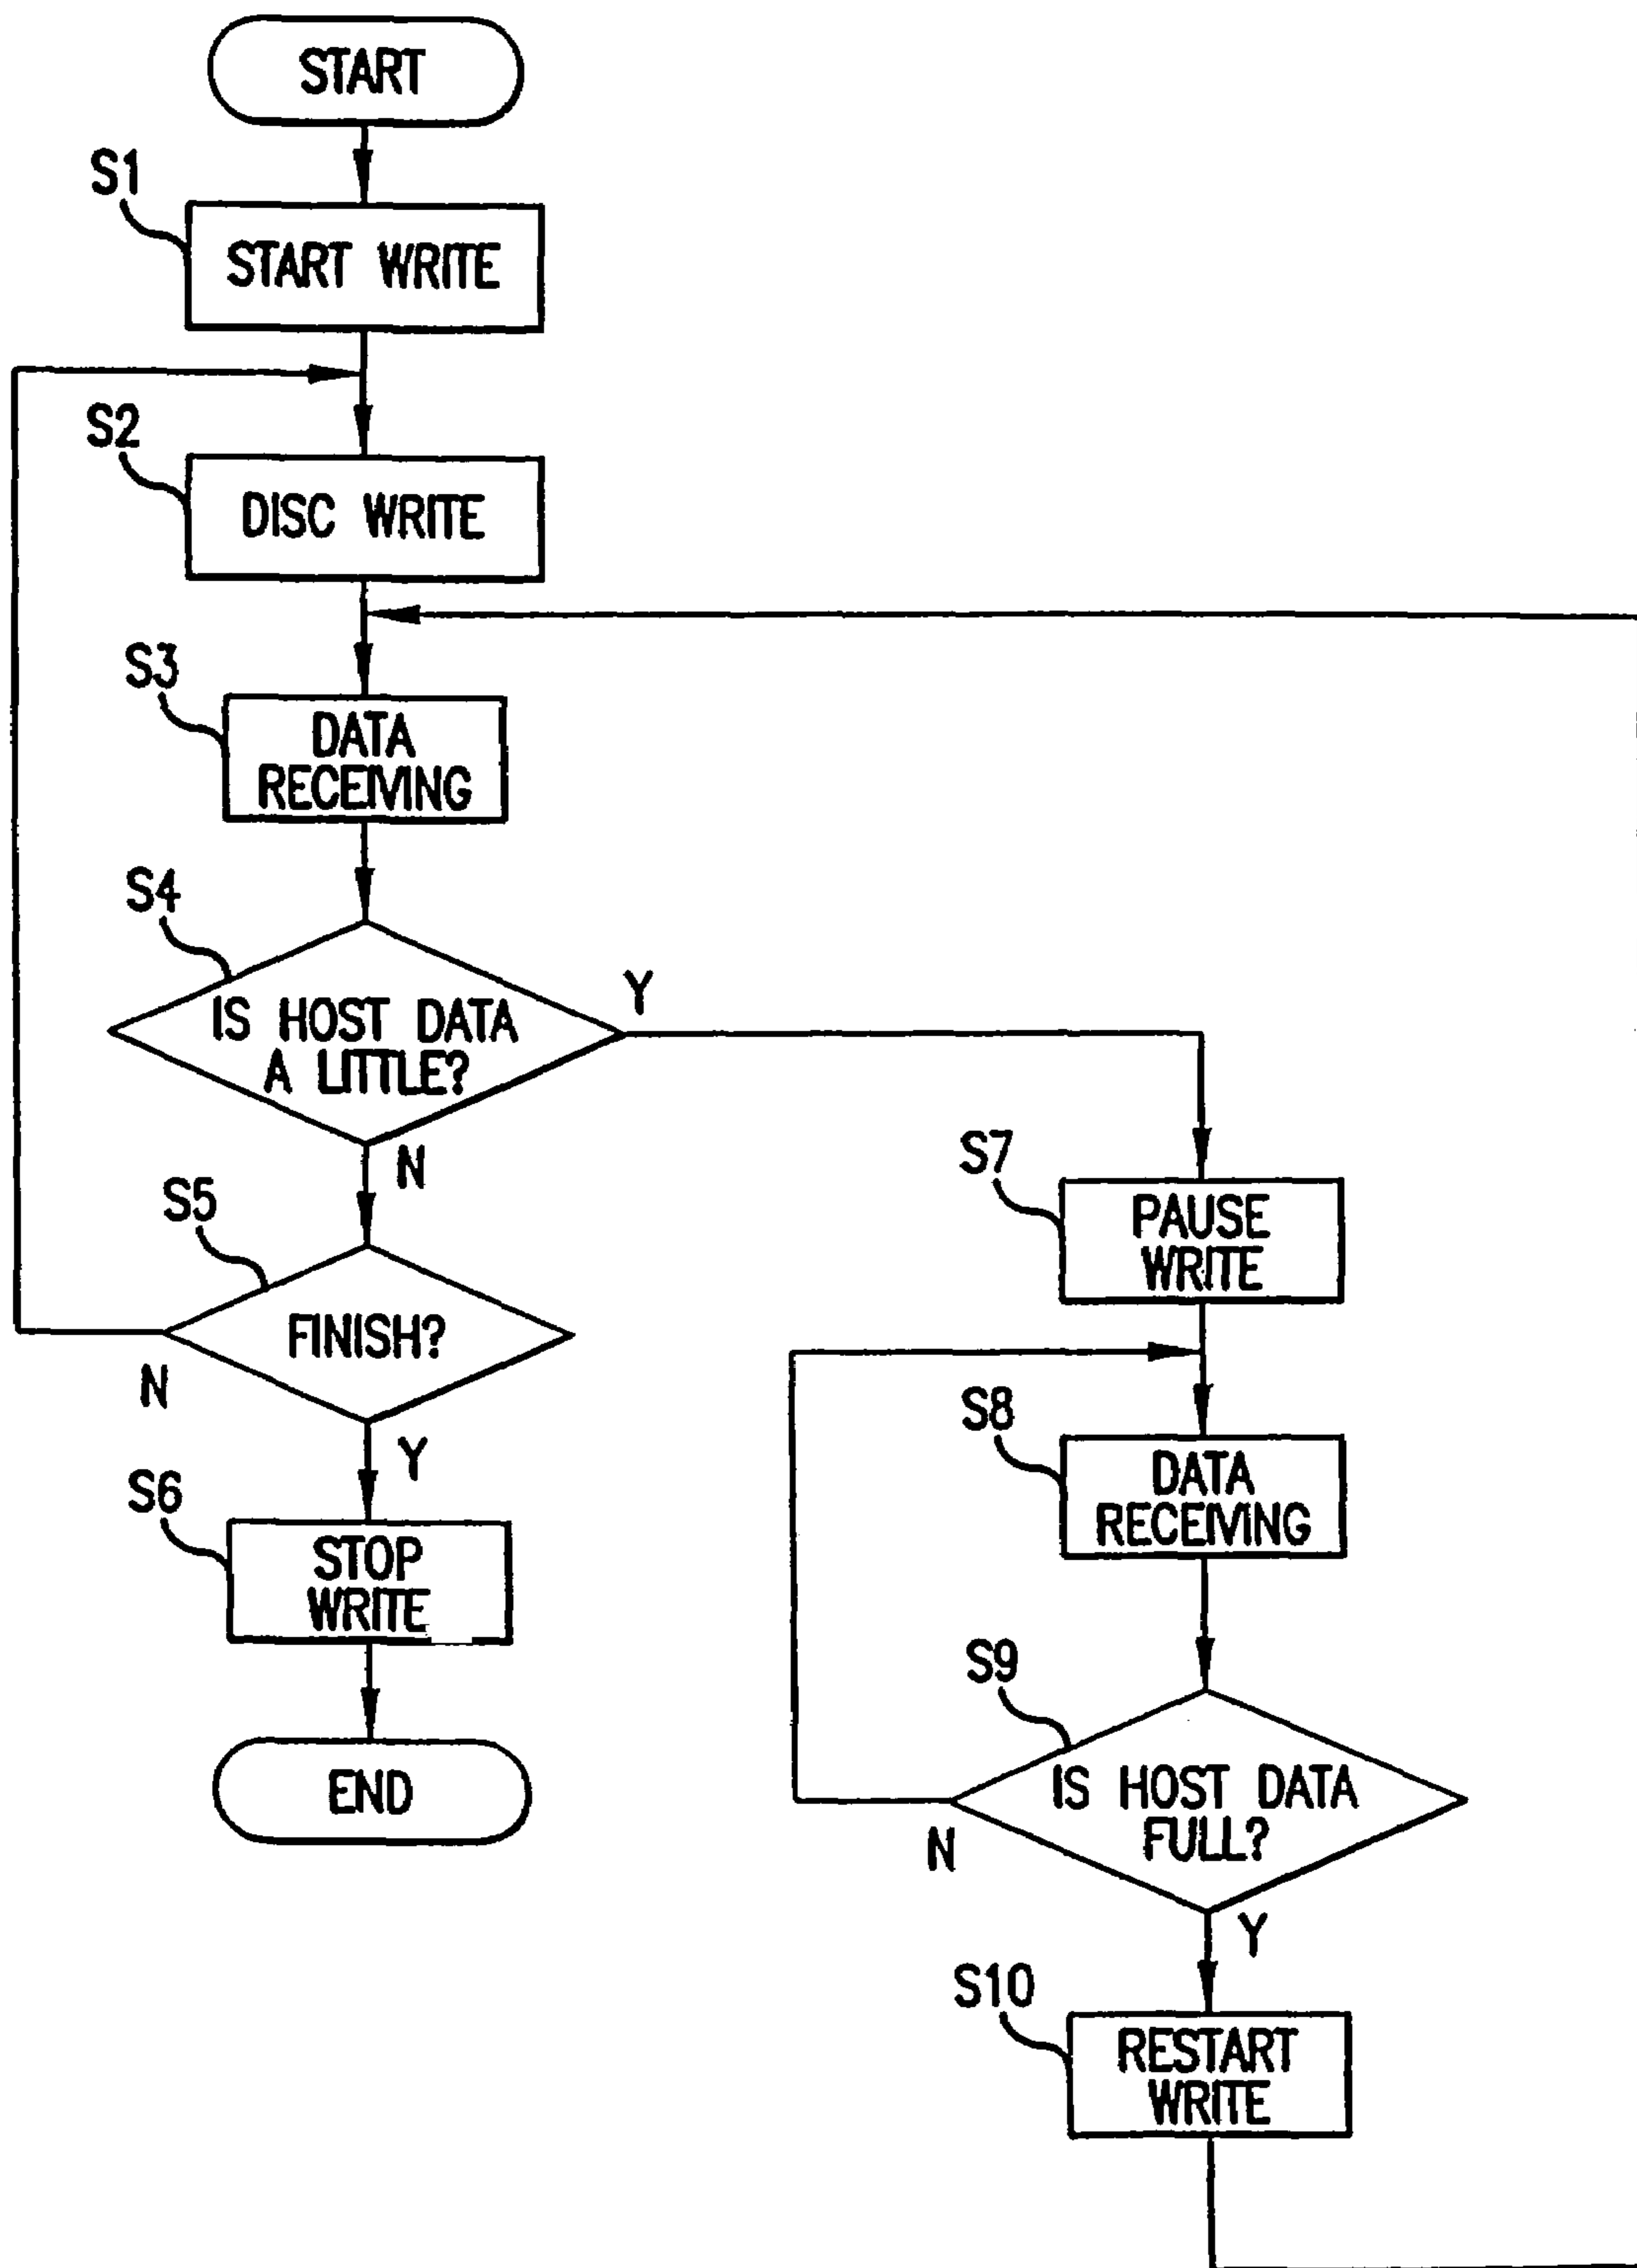 START
S1
START WRITE
S2
DISC WRITE
S3
DATA
RECEIVING
S4
IS HOST DATA
A LITTLE?
Y
N
S5
FINISH?
N
Y
S6
STOP
WRITE
END
S7
PAUSE
WRITE
S8
DATA
RECEIVING
S9
IS HOST DATA
FULL?
N
Y
S10
RESTART
WRITE